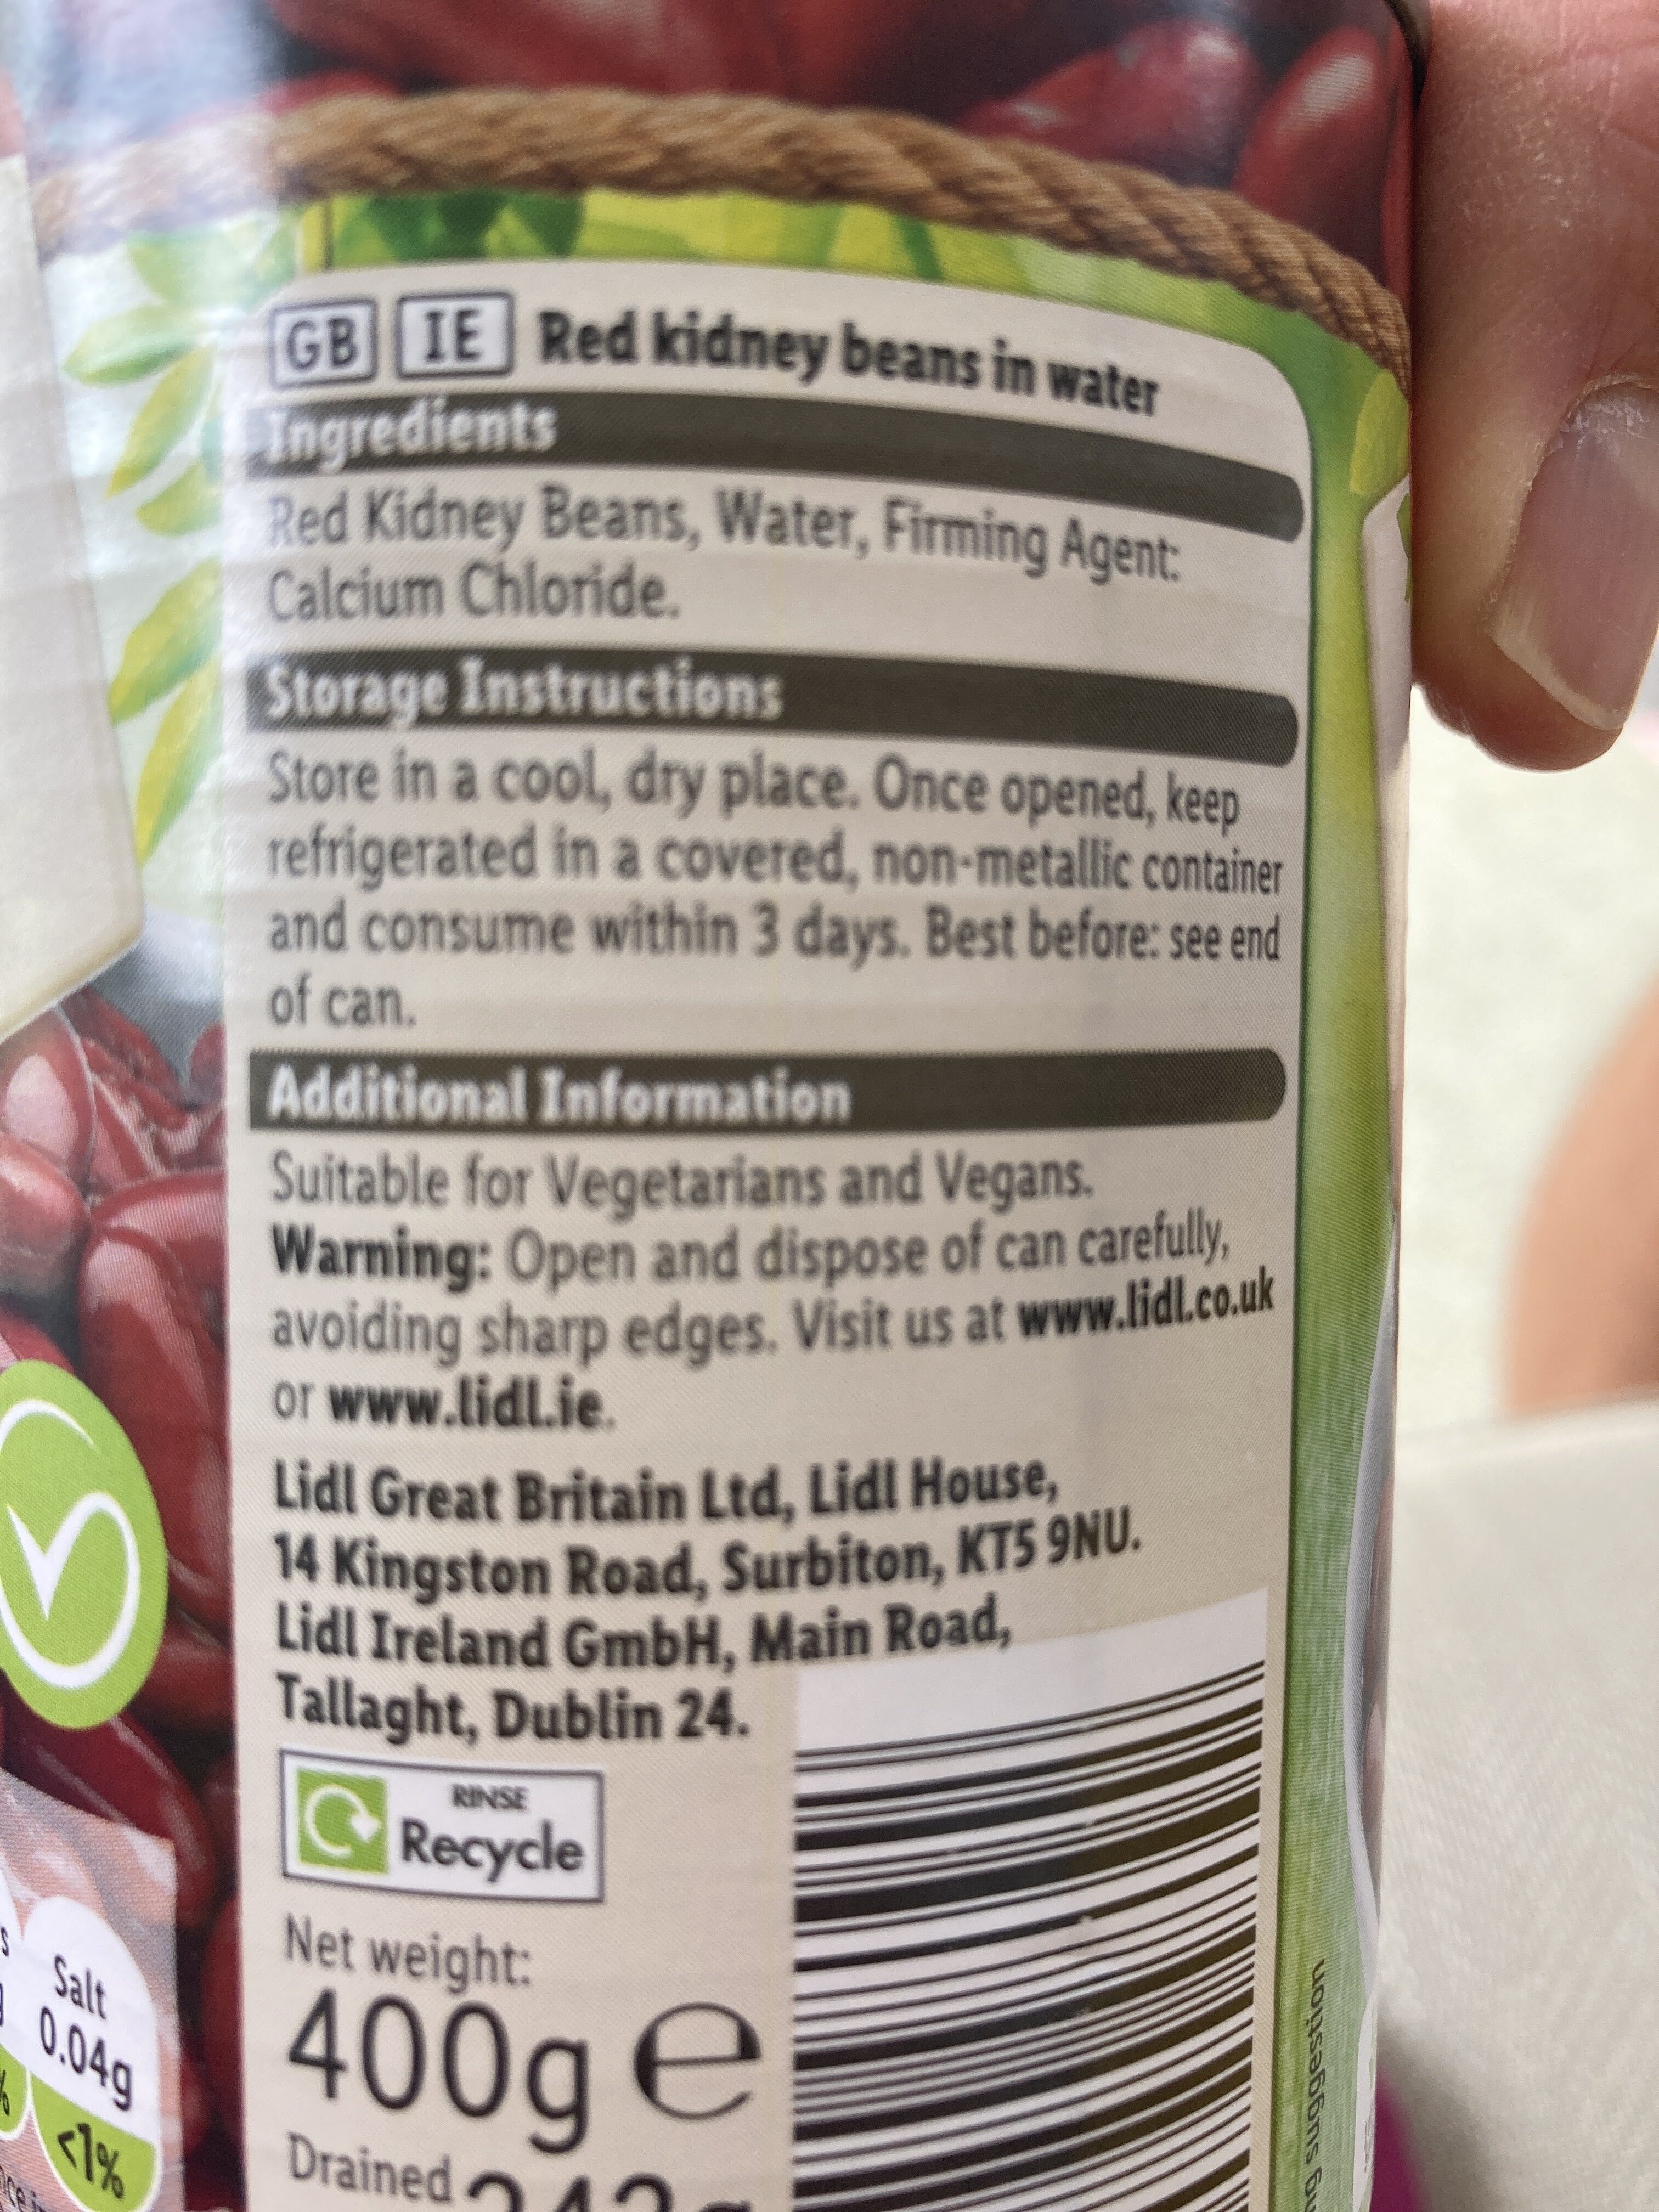 GB IE Red kidney beans in water
Ingredients
Red Kidney Beans, Water, Firming Agent:
Calcium Chloride.
Storage Instructions
Store in a cool, dry place. Once opened, keep
refrigerated in a covered, non-metallic container
and consume within 3 days. Best before: see end
of can.
Additional Information
Suitable for Vegetarians and Vegans.
Warning: Open and dispose of can carefully,
avoiding sharp edges. Visit us at www.lidl.co.uk
or www.lidl.ie.
Lidl Great Britain Ltd, Lidl House,
14 Kingston Road, Surbiton, KT5 9NU.
Lidl Ireland GmbH, Main Road,
Tallaght, Dublin 24.
RINSE
Recycle
Net weight:
400g e
Drained
Salt
0.04g
<1%
suggestion